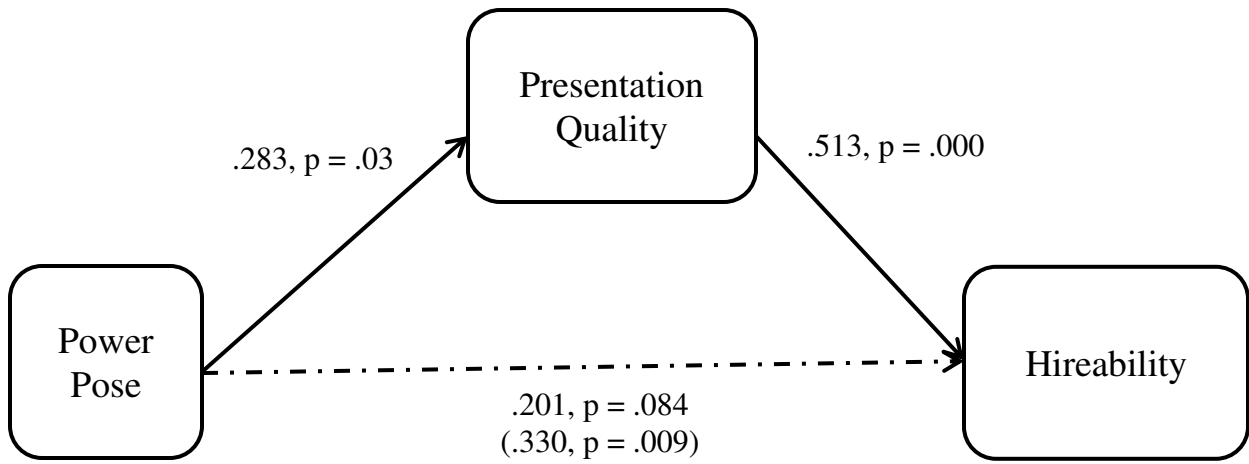 Presentation
Quality
.283, p = .03
.513, p = .000
Power
Pose
Hireability
.201, p = .084
(.330, p = .009)